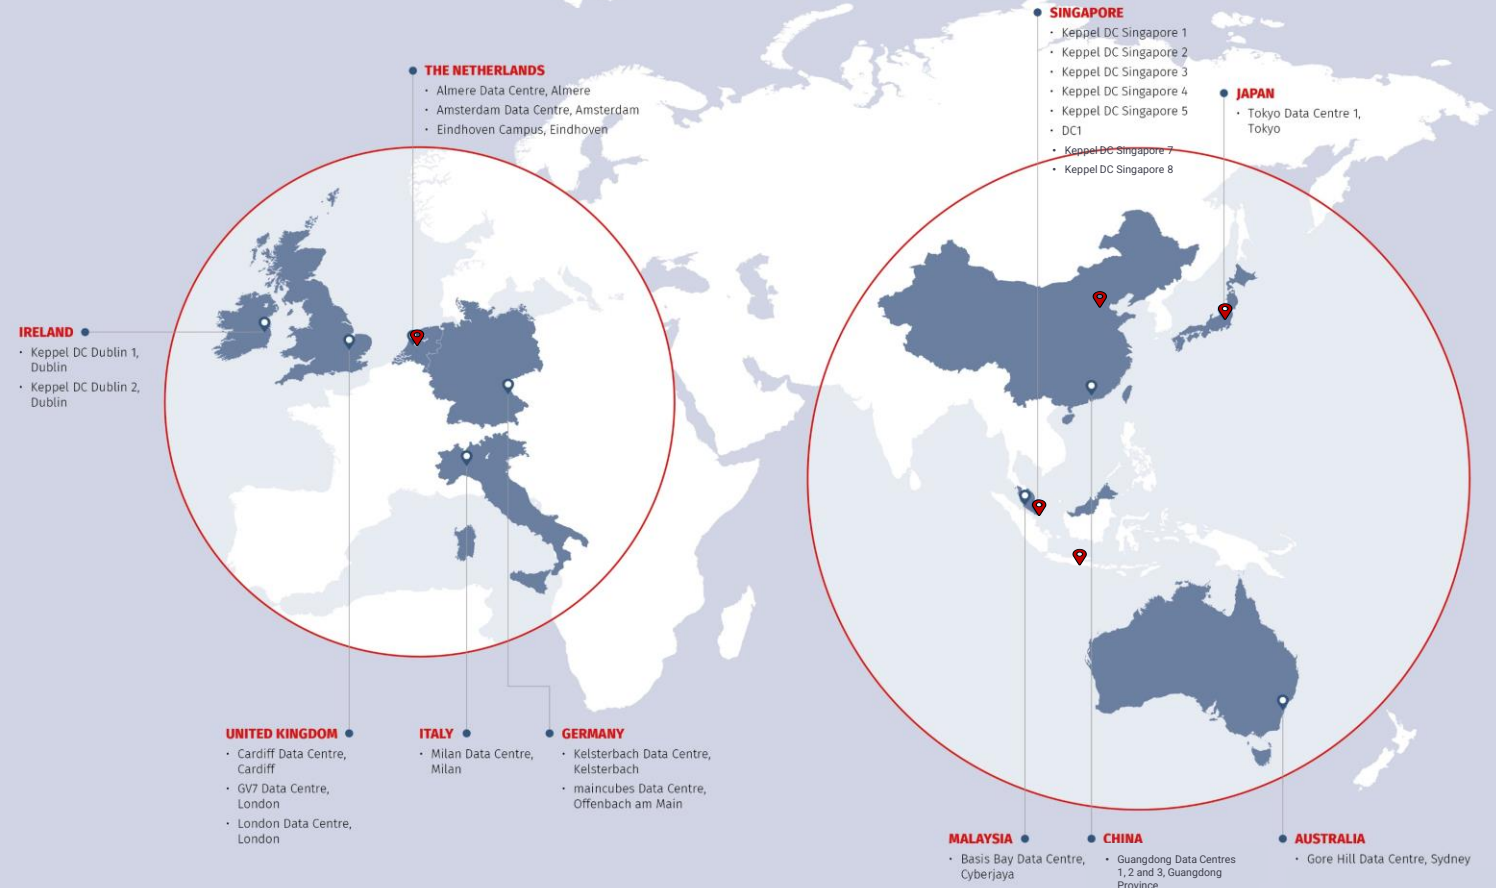 SINGAPORE
• Keppel DC Singapore 1
• Keppel DC Singapore 2
• Keppel DC Singapore 3
• Keppel DC Singapore 4
• Keppel DC Singapore 5
• DC1
• Keppel DC Singapore 7
• Keppel DC Singapore 8
THE NETHERLANDS
• Almere Data Centre, Almere
• Amsterdam Data Centre, Amsterdam
• Eindhoven Campus, Eindhoven
JAPAN
• Tokyo Data Centre 1,
Tokyo
IRELAND
• Keppel DC Dublin 1,
Dublin
• Keppel DC Dublin 2,
Dublin
UNITED KINGDOM
• Cardiff Data Centre,
Cardiff
• GV7 Data Centre,
London
• London Data Centre,
London
ITALY
• Milan Data Centre,
Milan
GERMANY
• Kelsterbach Data Centre,
Kelsterbach
• maincubes Data Centre,
Offenbach am Main
MALAYSIA
• Basis Bay Data Centre,
Cyberjaya
CHINA
• Guangdong Data Centres
1, 2 and 3, Guangdong
Province
AUSTRALIA
• Gore Hill Data Centre, Sydney